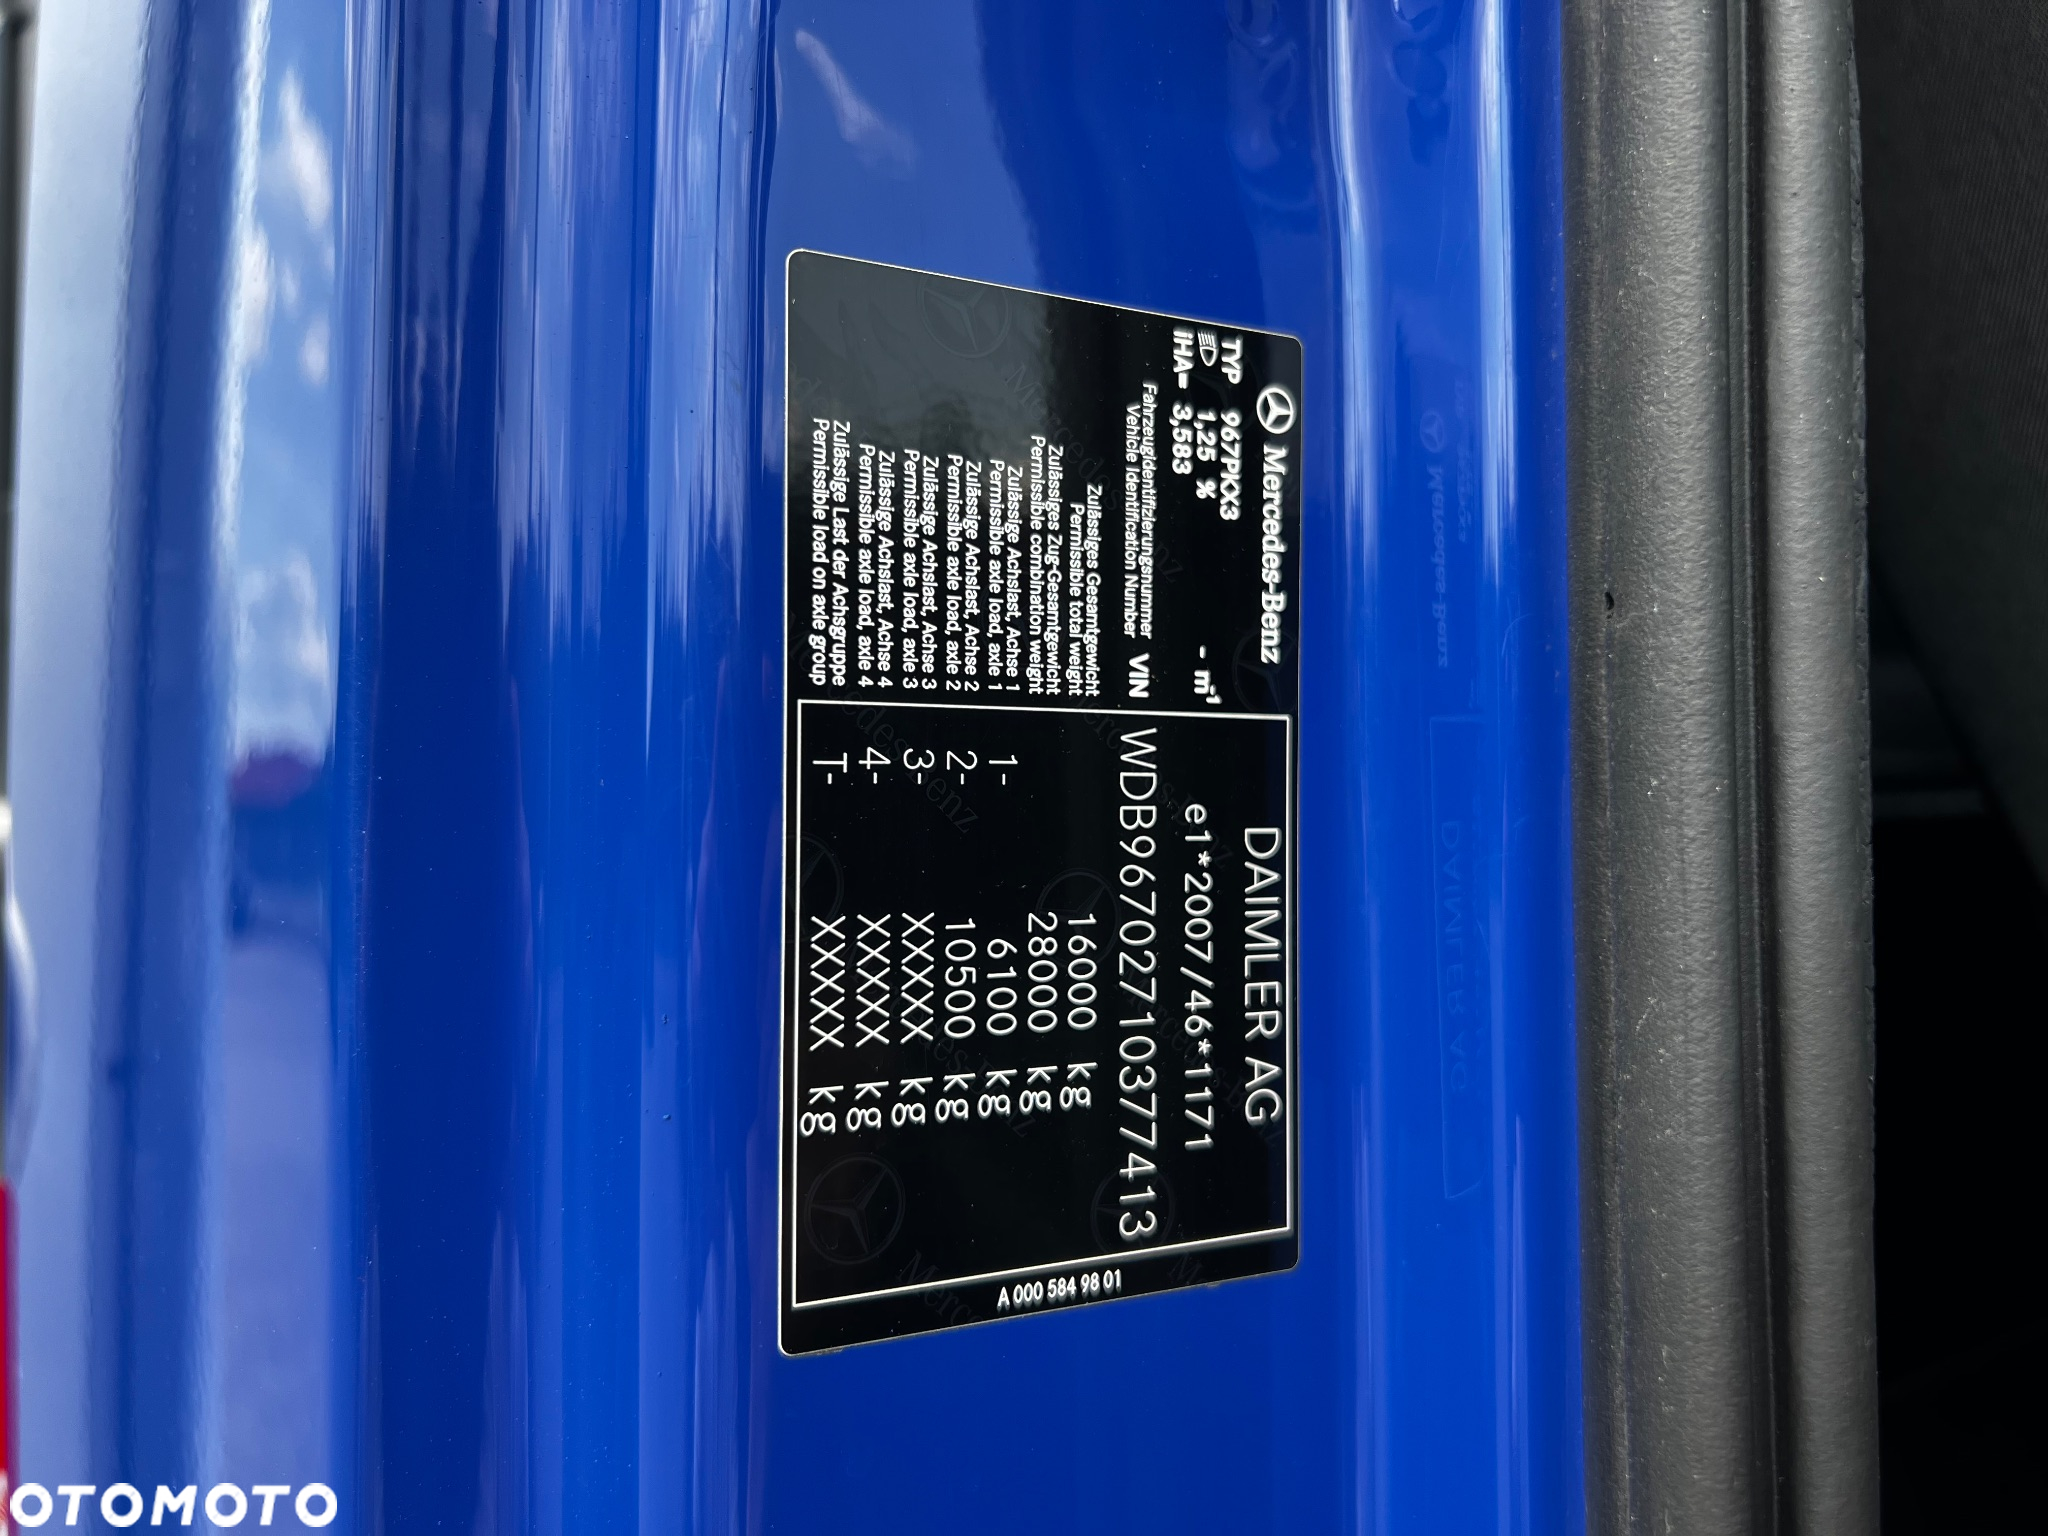 Mercedes-Benz
DAIMLER AG
TYP 967PKXX3
1,25 % - m-1
e1*2007/46*1171
iHA= 3,583
Fahrzeugidentifizierungsnummer
Vehicle Identification Number VIN WDB9670271037​7413
Zulässiges Gesamtgewicht
Permissible total weight 16000 kg
Zulässiges Zug-Gesamtgewicht
Permissible combination weight 28000 kg
Zulässige Achslast, Achse 1
Permissible axle load, axle 1 1- 6100 kg
Zulässige Achslast, Achse 2
Permissible axle load, axle 2 2- 10500 kg
Zulässige Achslast, Achse 3
Permissible axle load, axle 3 3- XXXXX kg
Zulässige Achslast, Achse 4
Permissible axle load, axle 4 4- XXXXX kg
Zulässige Last der Achsgruppe
Permissible load on axle group T- XXXXX kg
A 000 584 98 01
OTOMOTO